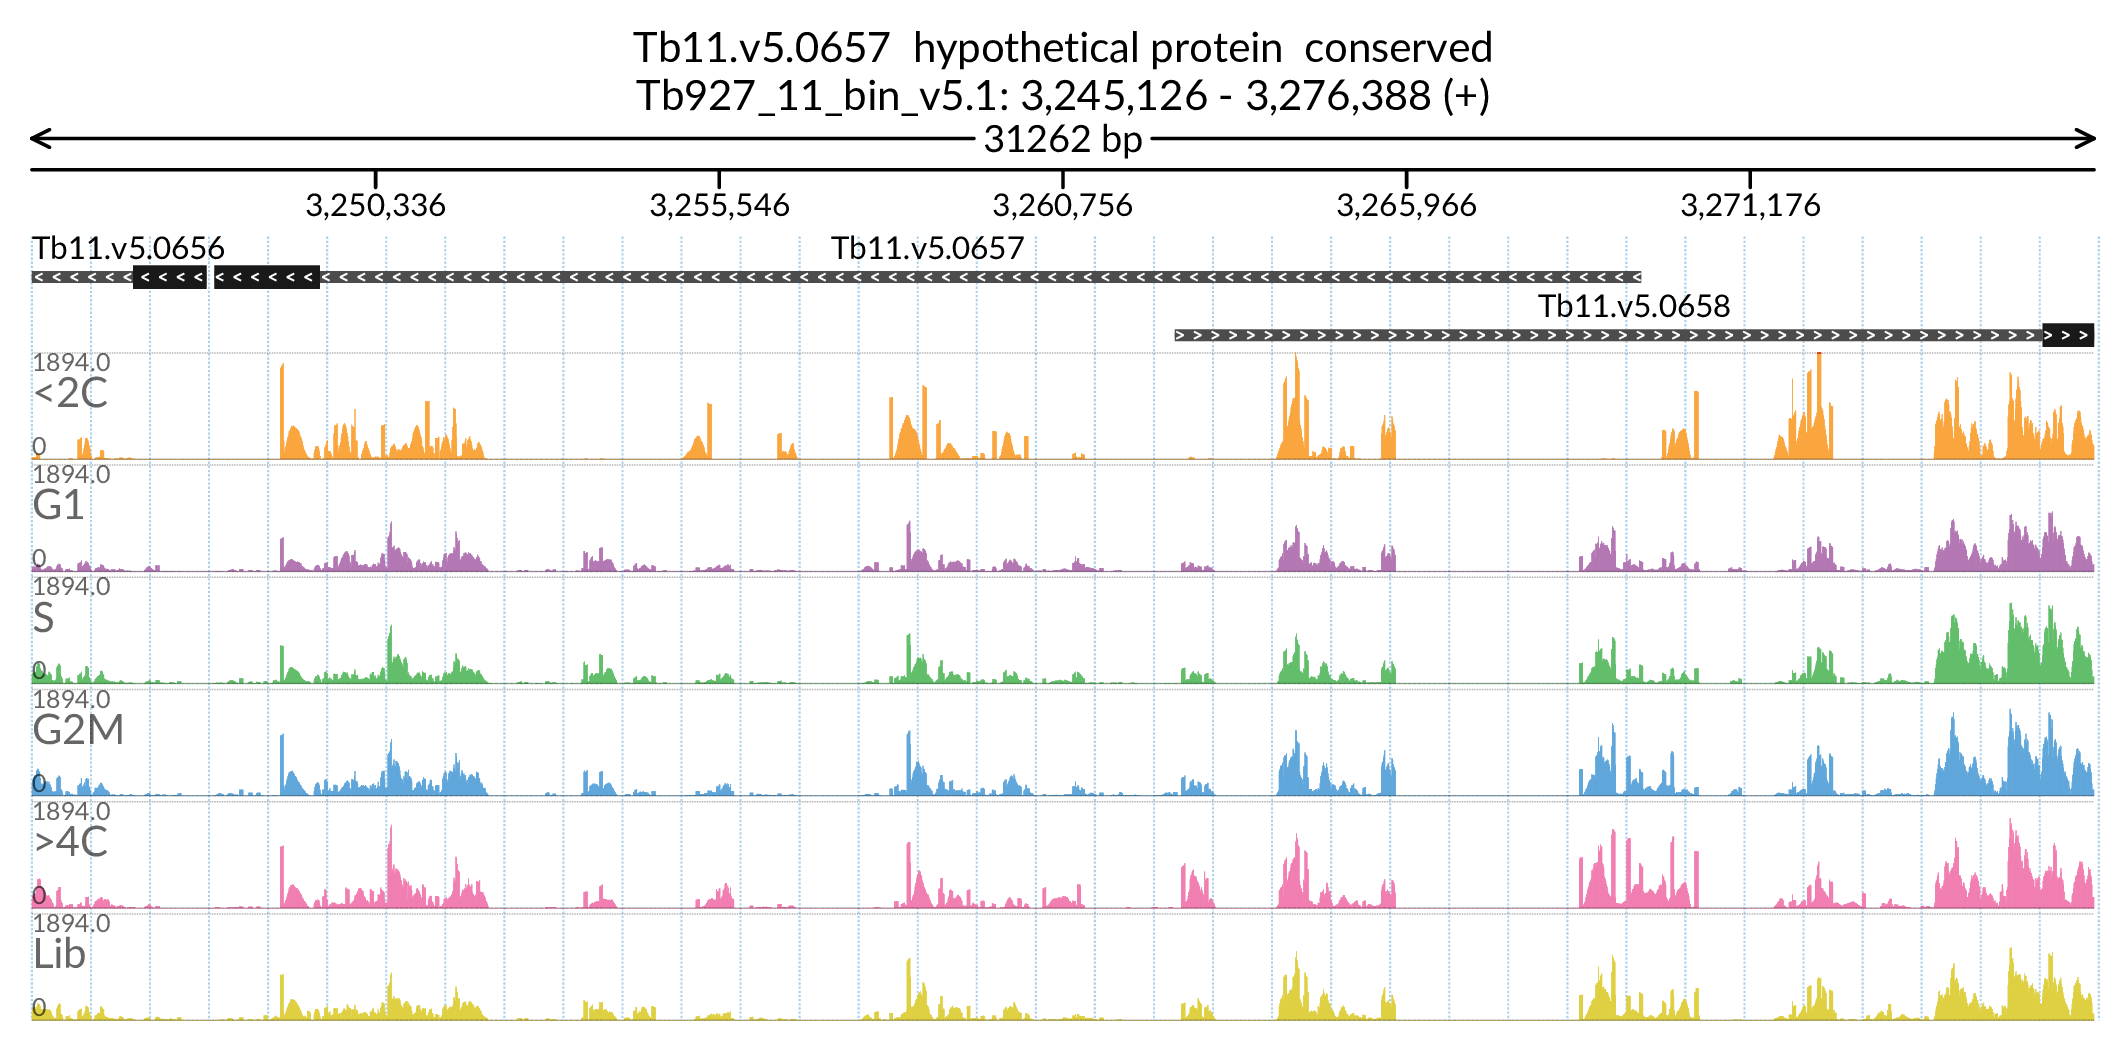 Tb11.v5.0657  hypothetical protein  conserved
Tb927_11_bin_v5.1: 3,245,126 - 3,276,388 (+)
31262 bp
3,250,336 3,255,546 3,260,756 3,265,966 3,271,176
Tb11.v5.0656 Tb11.v5.0657
Tb11.v5.0658
1894.0
<2C
0
1894.0
G1
0
1894.0
S
0
1894.0
G2M
0
1894.0
>4C
0
1894.0
Lib
0